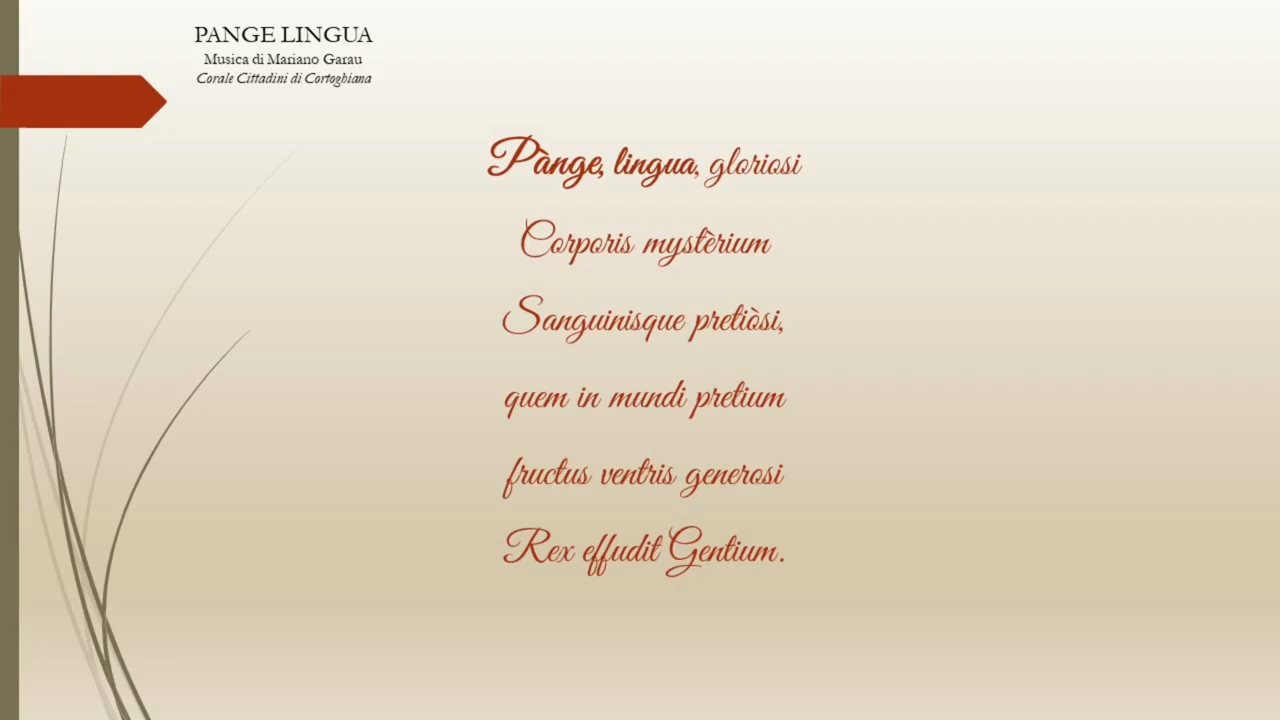 PANGE LINGUA
Musica di Mariano Garau
Corale Cittadini di Cortoghiana
Pànge, lingua, gloriosi
Corporis mystèrium
Sanguinisque pretiòsi,
quem in mundi pretium
fructus ventris generosi
Rex effudit Gentium.